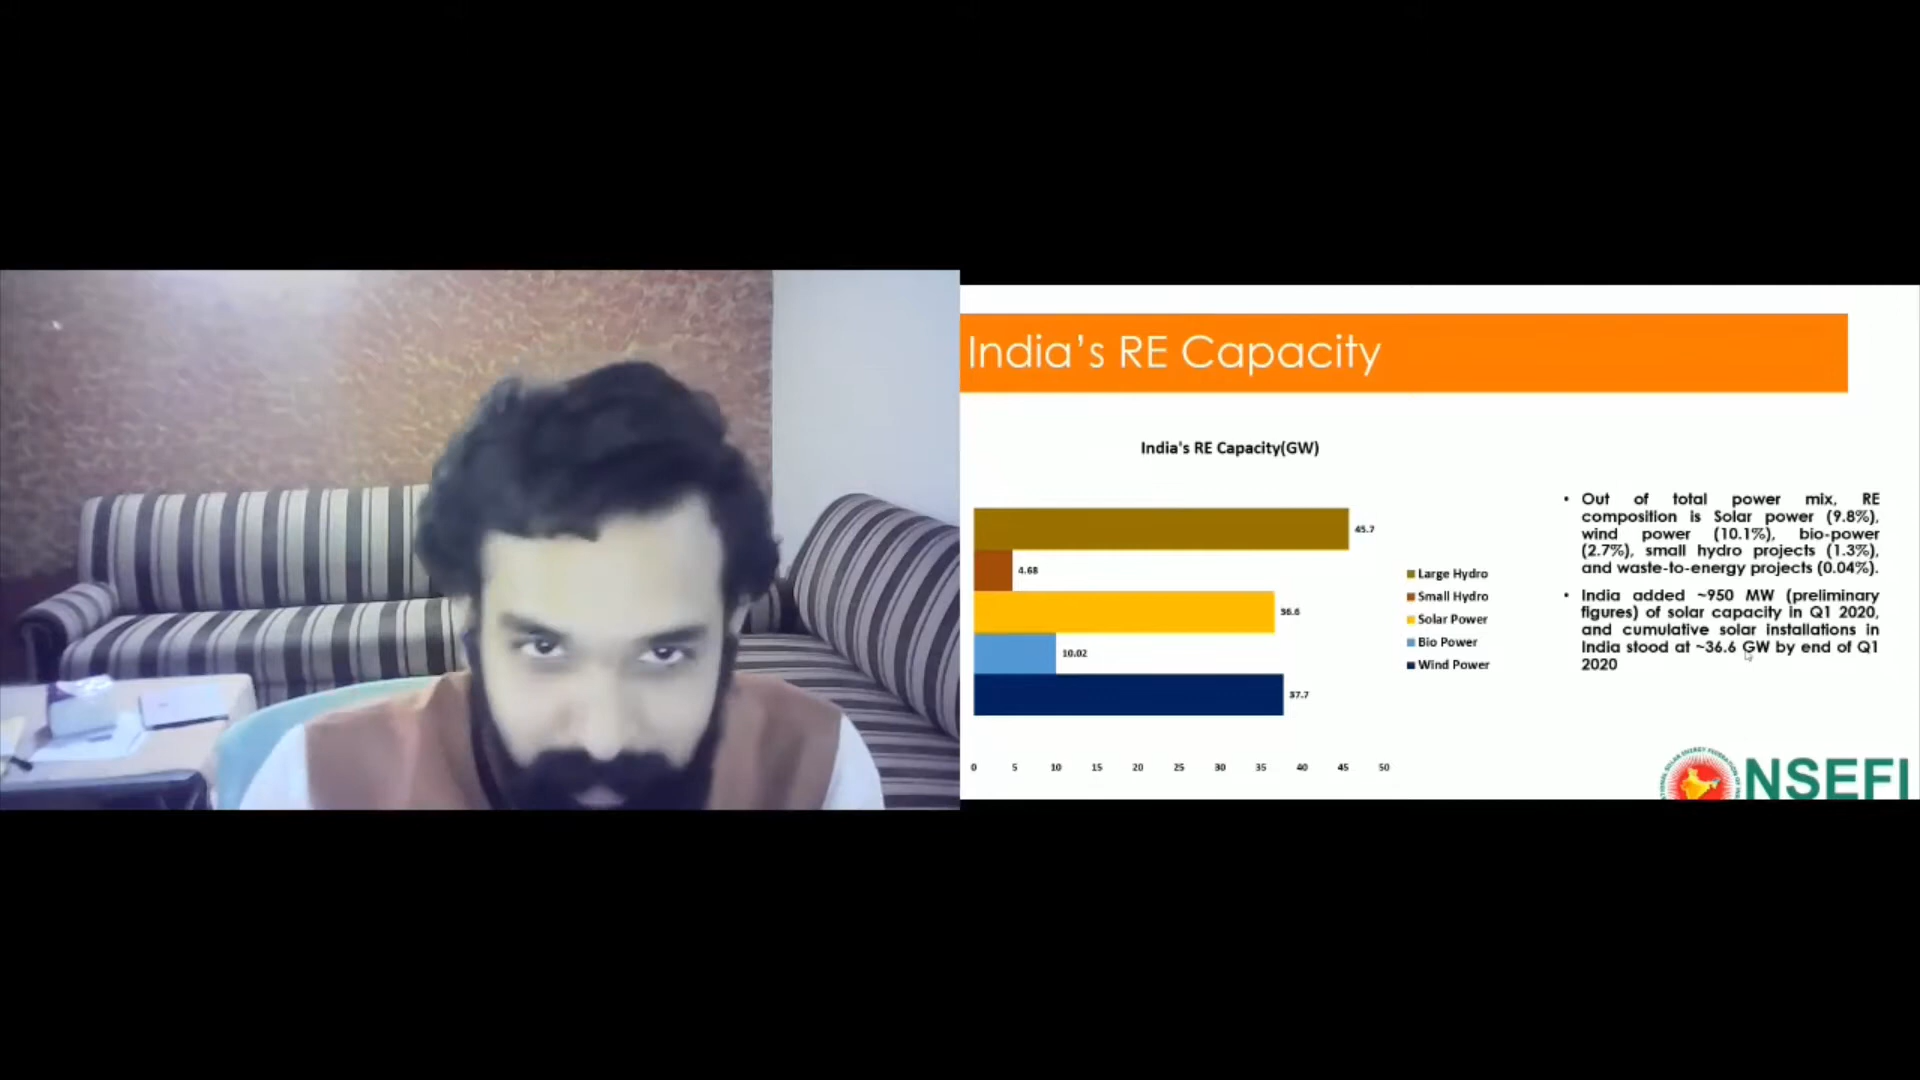 India's RE Capacity
India's RE Capacity(GW)
45.7
4.68
36.6
10.02
37.7
0 5 10 15 20 25 30 35 40 45 50
Large Hydro
Small Hydro
Solar Power
Bio Power
Wind Power
• Out of total power mix, RE
composition is Solar power (9.8%),
wind power (10.1%), bio-power
(2.7%), small hydro projects (1.3%),
and waste-to-energy projects (0.04%).
• India added ~950 MW (preliminary
figures) of solar capacity in Q1 2020,
and cumulative solar installations in
India stood at ~36.6 GW by end of Q1
2020
NSEFI